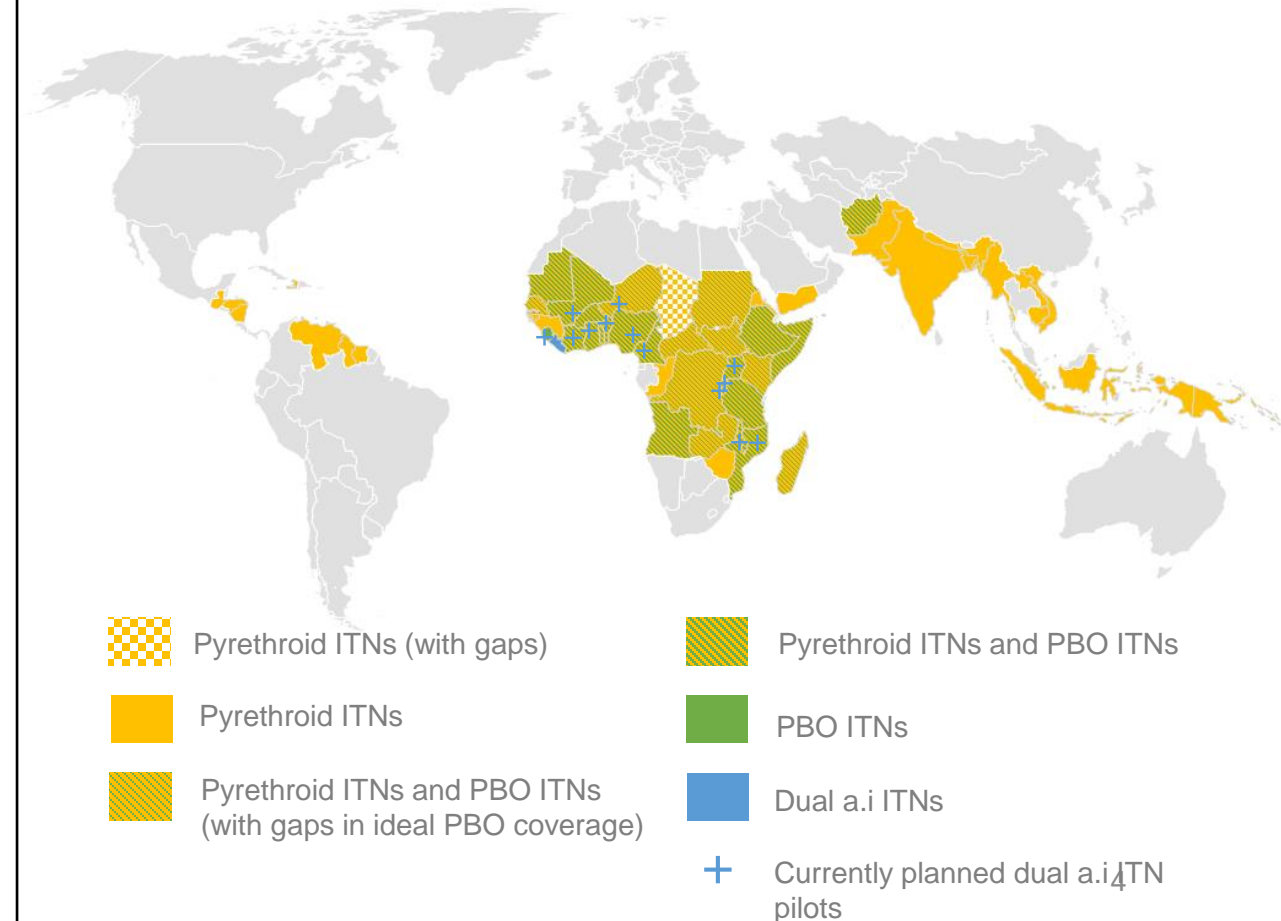 Pyrethroid ITNs (with gaps)
Pyrethroid ITNs
Pyrethroid ITNs and PBO ITNs
(with gaps in ideal PBO coverage)
Pyrethroid ITNs and PBO ITNs
PBO ITNs
Dual a.i ITNs
Currently planned dual a.i ITN
pilots
4